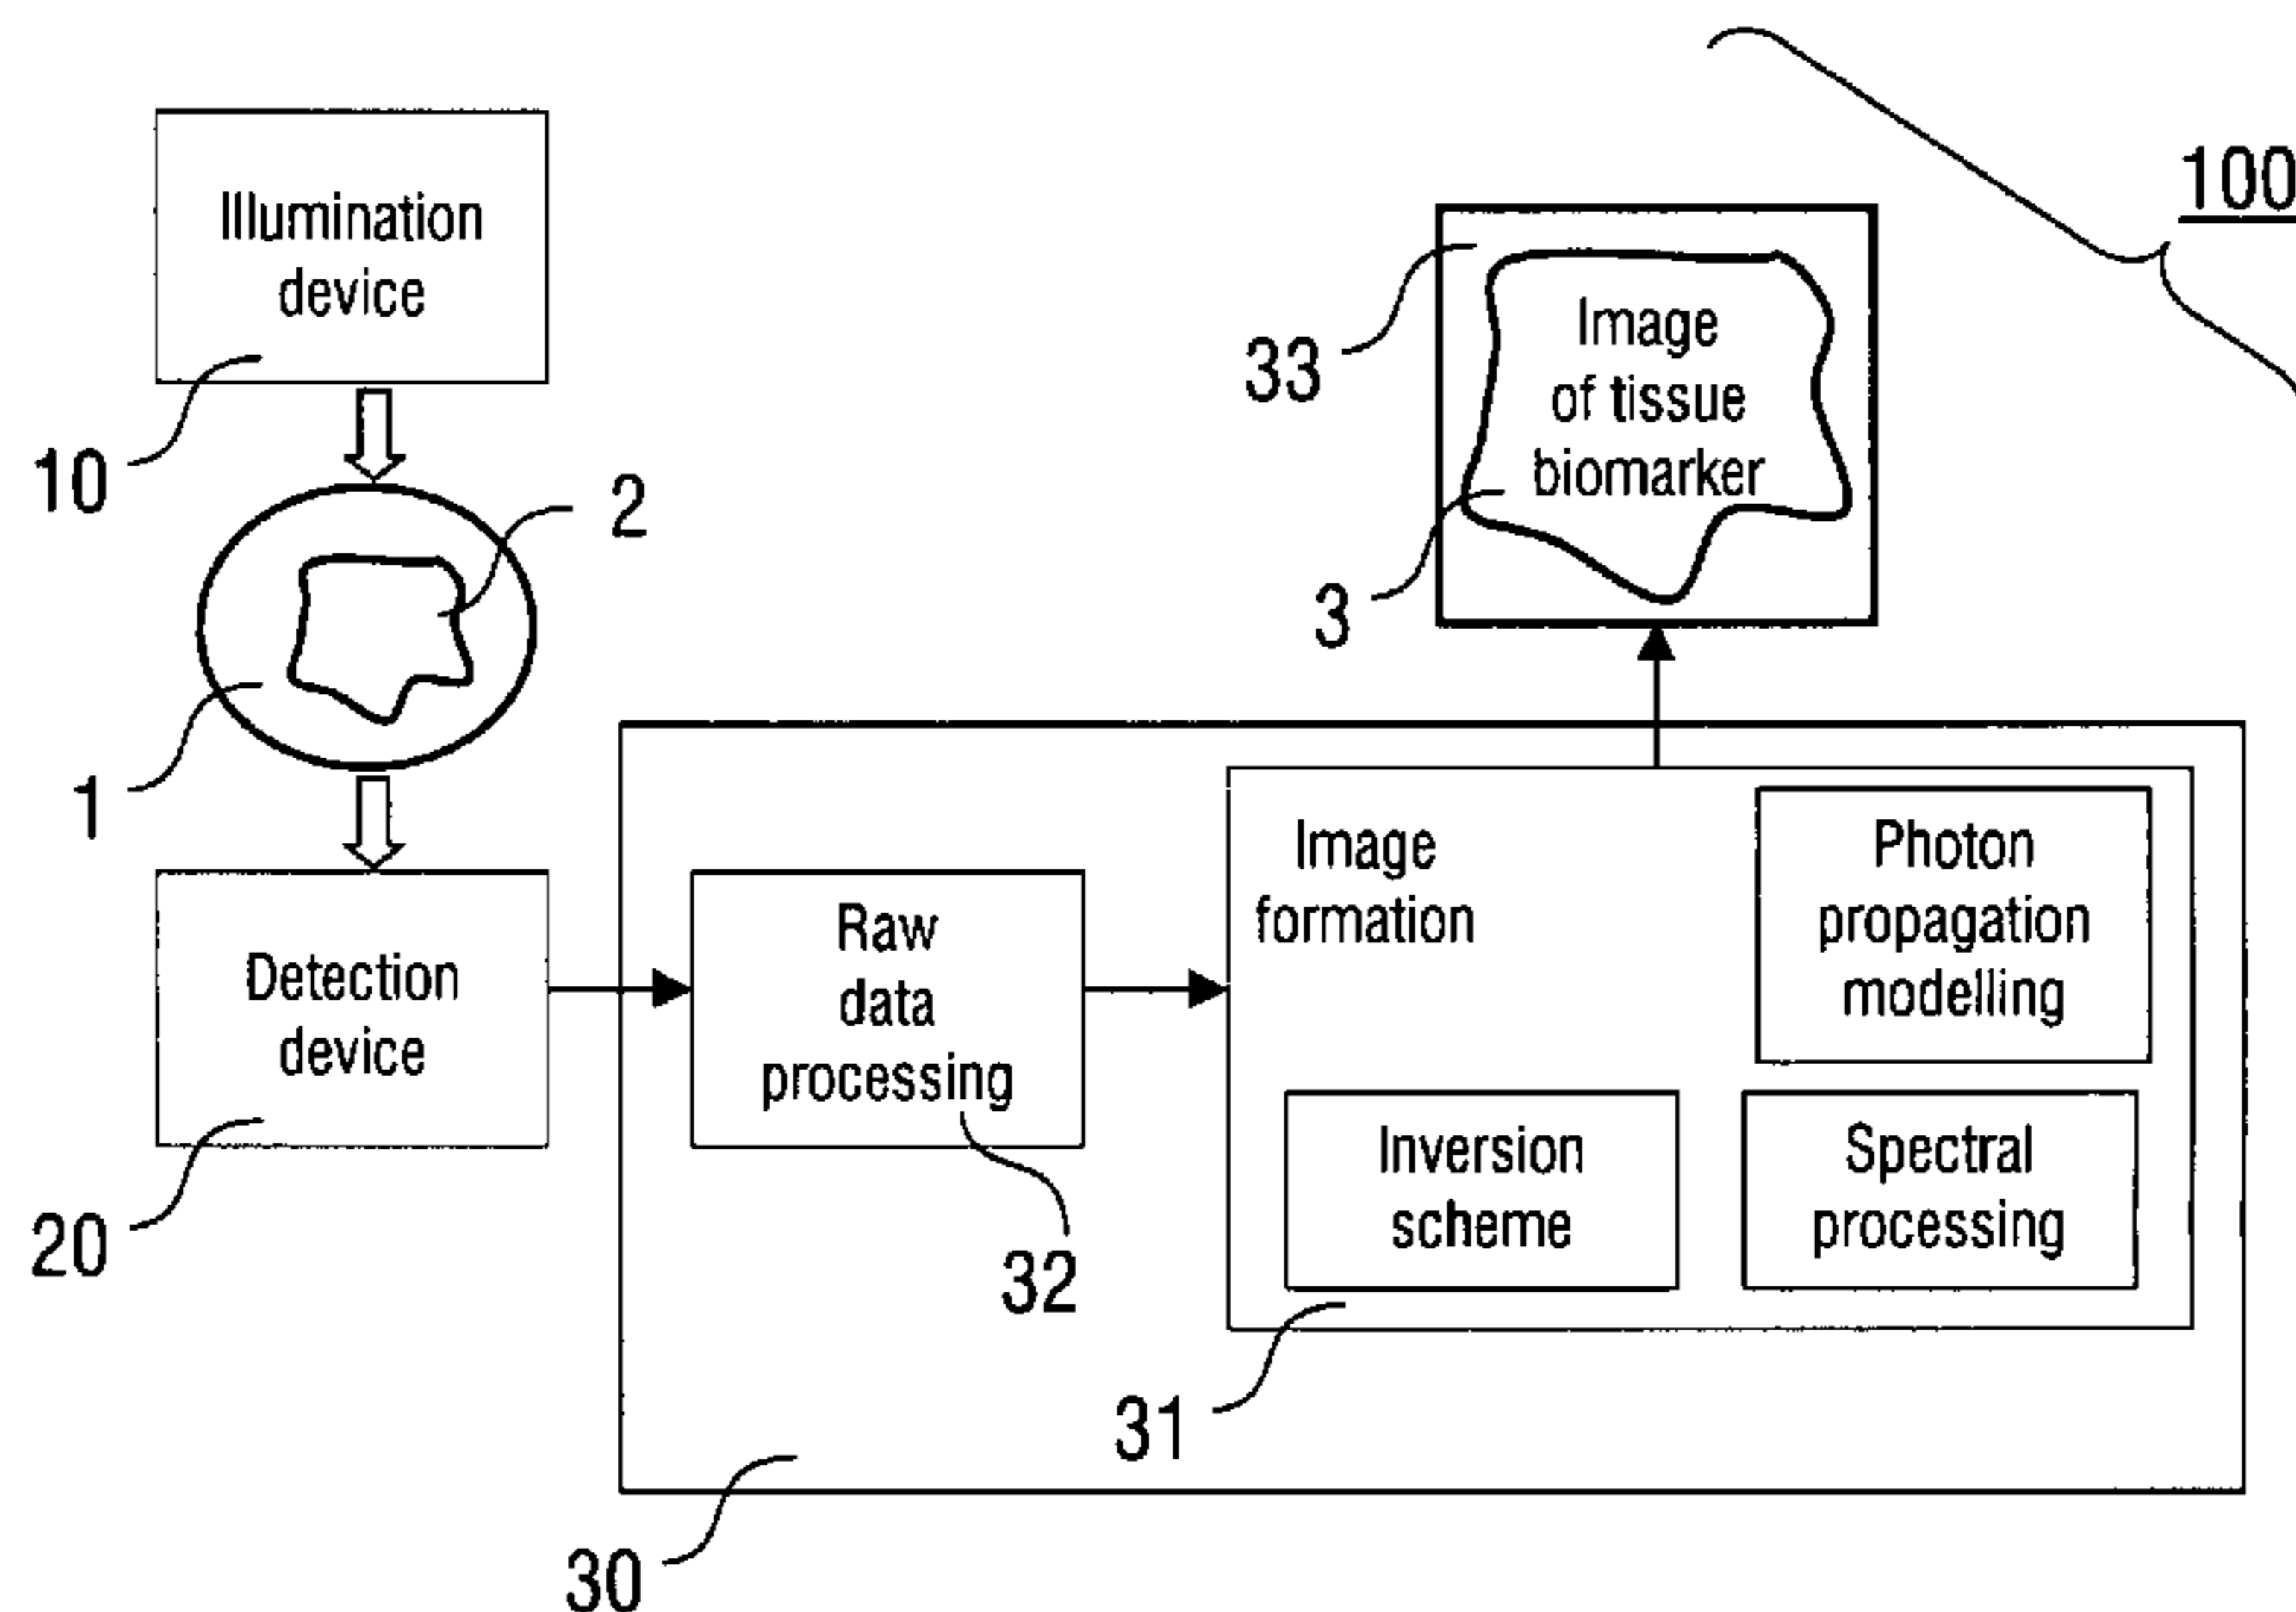 100
Illumination
device
10
33
Image
of tissue
biomarker
3
2
1
Detection
device
20
Raw
data
processing
32
Image
formation
Photon
propagation
modelling
Inversion
scheme
Spectral
processing
31
30